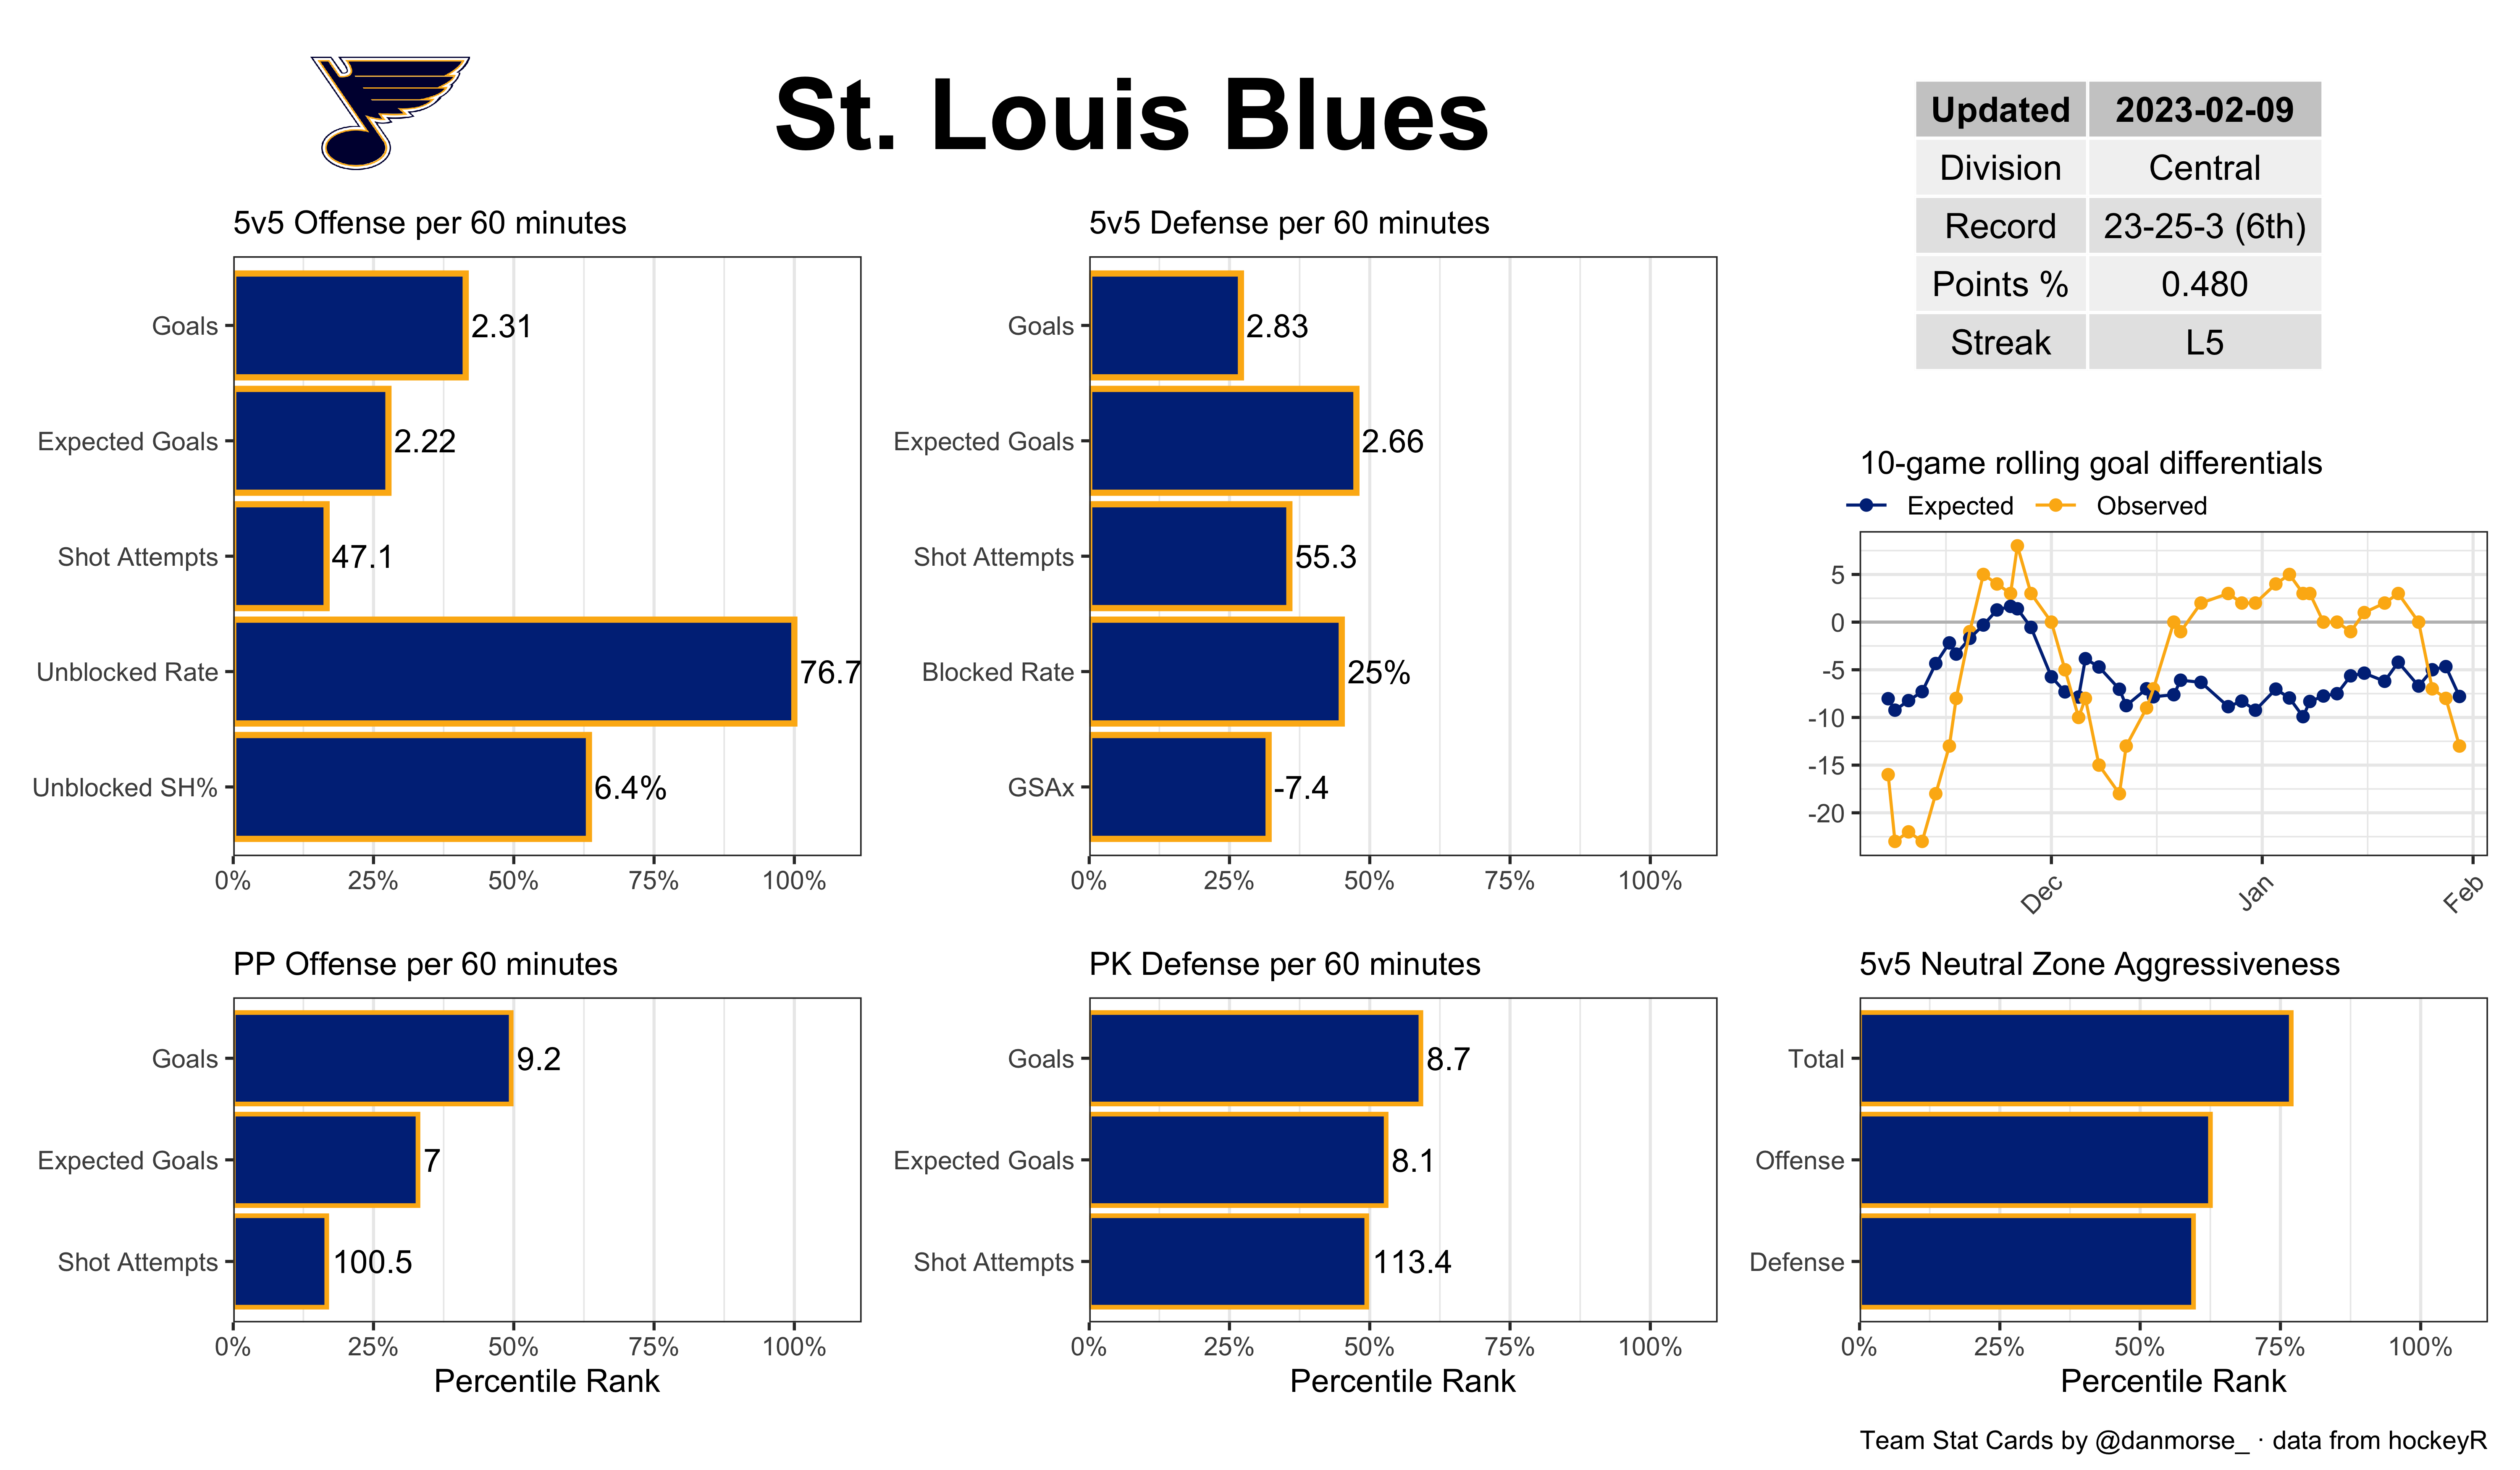 St. Louis Blues
Updated 2023-02-09
Division Central
Record 23-25-3 (6th)
Points % 0.480
Streak L5
5v5 Offense per 60 minutes
Goals 2.31
Expected Goals 2.22
Shot Attempts 47.1
Unblocked Rate 76.7
Unblocked SH% 6.4%
0% 25% 50% 75% 100%
5v5 Defense per 60 minutes
Goals 2.83
Expected Goals 2.66
Shot Attempts 55.3
Blocked Rate 25%
GSAx -7.4
0% 25% 50% 75% 100%
10-game rolling goal differentials
Expected Observed
5
0
-5
-10
-15
-20
Dec Jan Feb
PP Offense per 60 minutes
Goals 9.2
Expected Goals 7
Shot Attempts 100.5
0% 25% 50% 75% 100%
Percentile Rank
PK Defense per 60 minutes
Goals 8.7
Expected Goals 8.1
Shot Attempts 113.4
0% 25% 50% 75% 100%
Percentile Rank
5v5 Neutral Zone Aggressiveness
Total
Offense
Defense
0% 25% 50% 75% 100%
Percentile Rank
Team Stat Cards by @danmorse_ · data from hockeyR